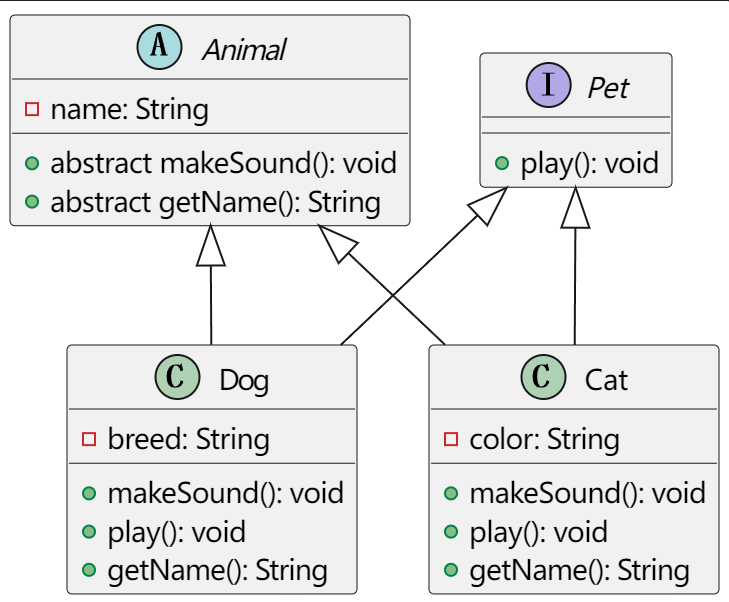 A Animal
name: String
abstract makeSound(): void
abstract getName(): String
I Pet
play(): void
C Dog
breed: String
makeSound(): void
play(): void
getName(): String
C Cat
color: String
makeSound(): void
play(): void
getName(): String